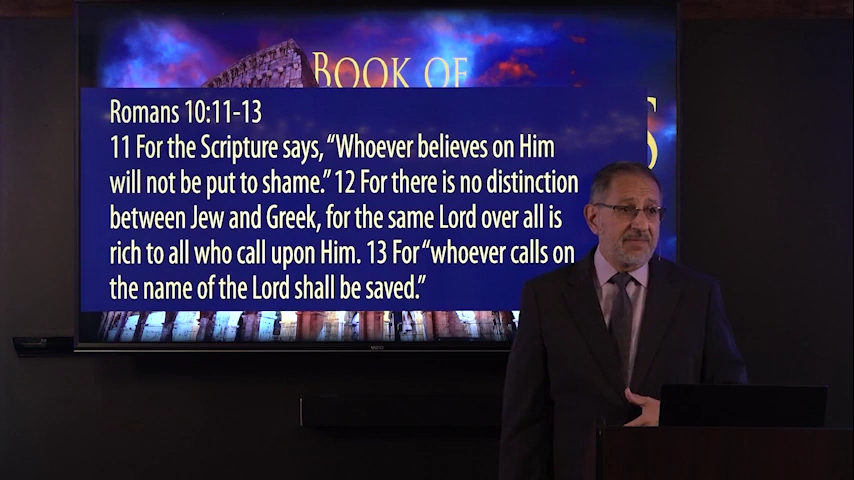 BOOK OF
S
Romans 10:11-13
11 For the Scripture says, “Whoever believes on Him
will not be put to shame.” 12 For there is no distinction
between Jew and Greek, for the same Lord over all is
rich to all who call upon Him. 13 For “whoever calls on
the name of the Lord shall be saved.”
VIZIO